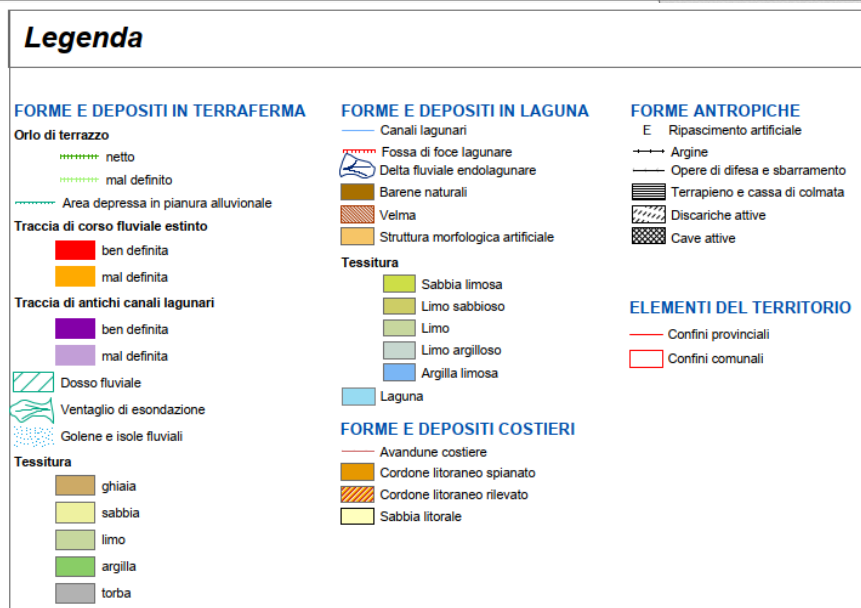 Legenda
FORME E DEPOSITI IN TERRAFERMA
Orlo di terrazzo
netto
mal definito
Area depressa in pianura alluvionale
Traccia di corso fluviale estinto
ben definita
mal definita
Traccia di antichi canali lagunari
ben definita
mal definita
Dosso fluviale
Ventaglio di esondazione
Golene e isole fluviali
Tessitura
ghiaia
sabbia
limo
argilla
torba
FORME E DEPOSITI IN LAGUNA
Canali lagunari
Fossa di foce lagunare
Delta fluviale endolagunare
Barene naturali
Velma
Struttura morfologica artificiale
Tessitura
Sabbia limosa
Limo sabbioso
Limo
Limo argilloso
Argilla limosa
Laguna
FORME E DEPOSITI COSTIERI
Avandune costiere
Cordone litoraneo spianato
Cordone litoraneo rilevato
Sabbia litorale
FORME ANTROPICHE
E Ripascimento artificiale
Argine
Opere di difesa e sbarramento
Terrapieno e cassa di colmata
Discariche attive
Cave attive
ELEMENTI DEL TERRITORIO
Confini provinciali
Confini comunali